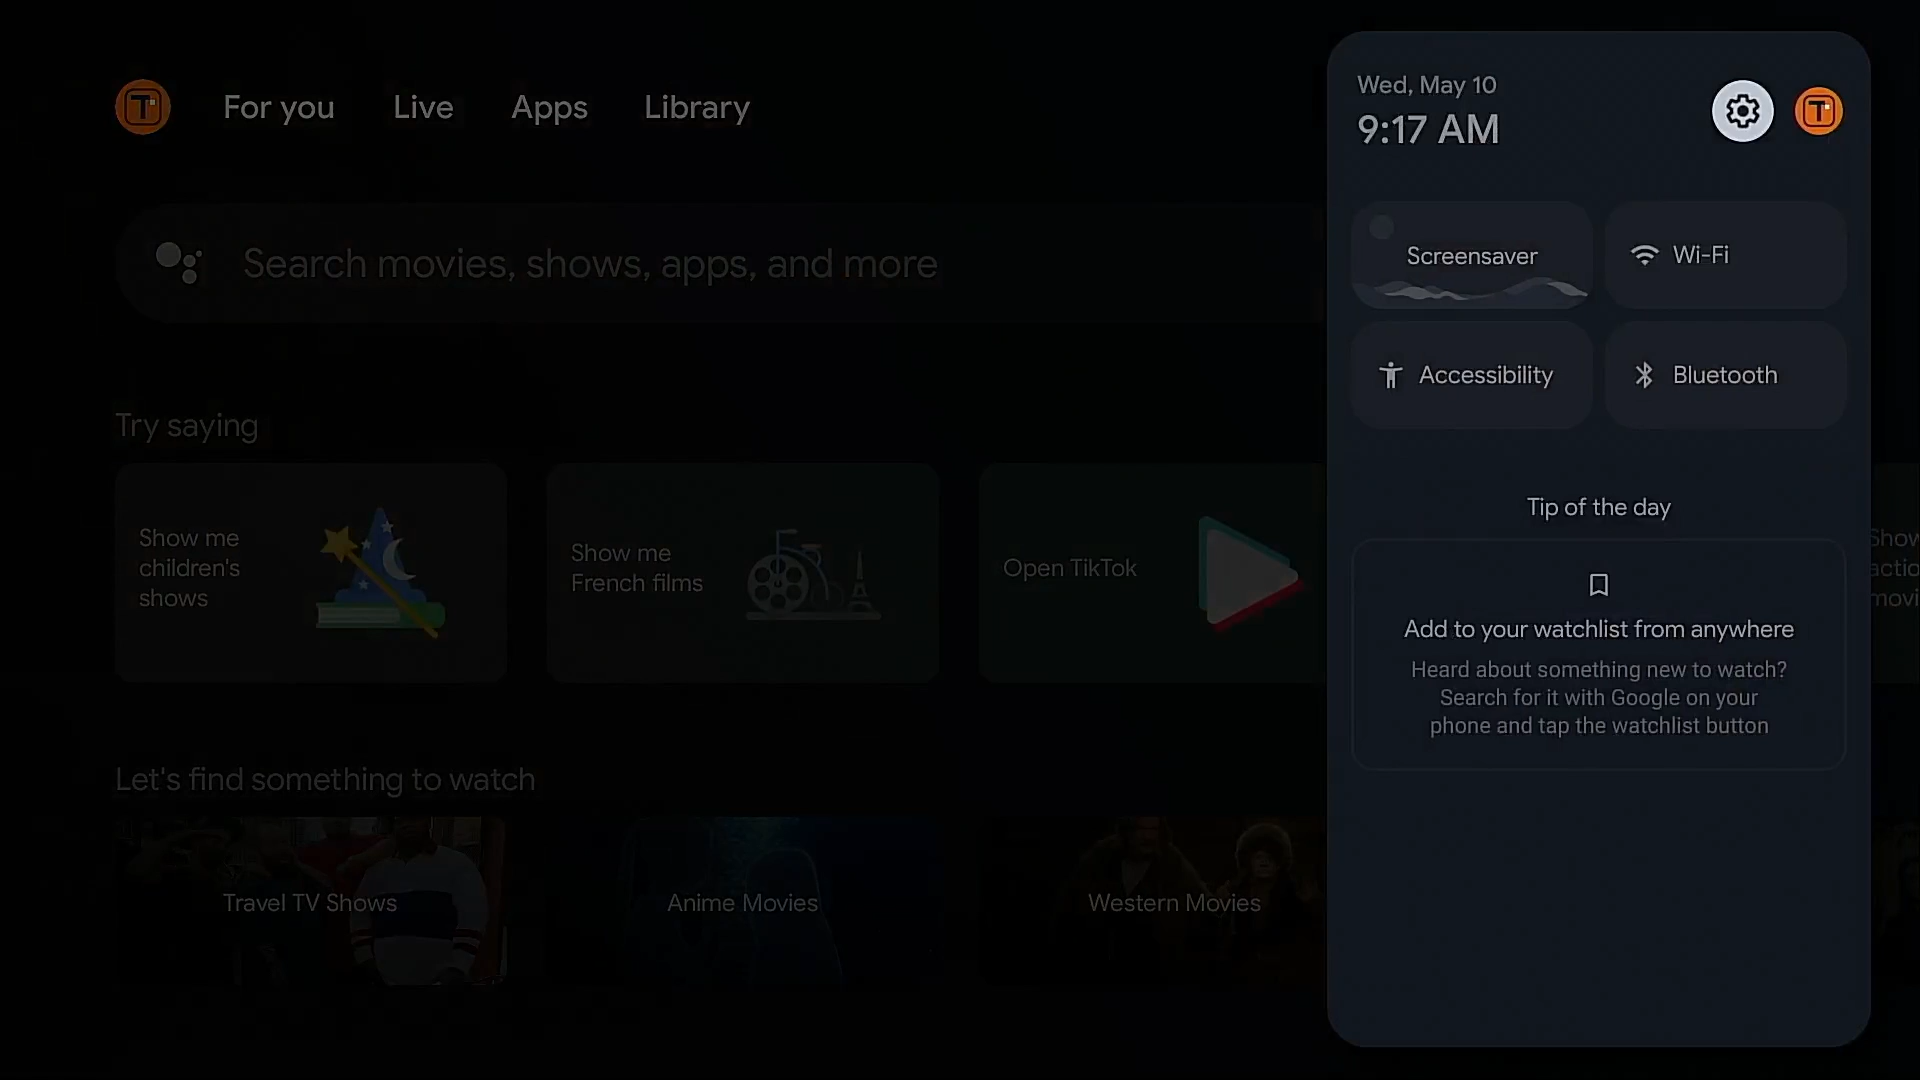 For you
Live
Apps
Library
Search movies, shows, apps, and more
Try saying
Show me
children's
shows
Show me
French films
Open TikTok
Let's find something to watch
Travel TV Shows
Anime Movies
Western Movies
Wed, May 10
9:17 AM
Screensaver
Wi-Fi
Accessibility
Bluetooth
Tip of the day
Add to your watchlist from anywhere
Heard about something new to watch?
Search for it with Google on your
phone and tap the watchlist button